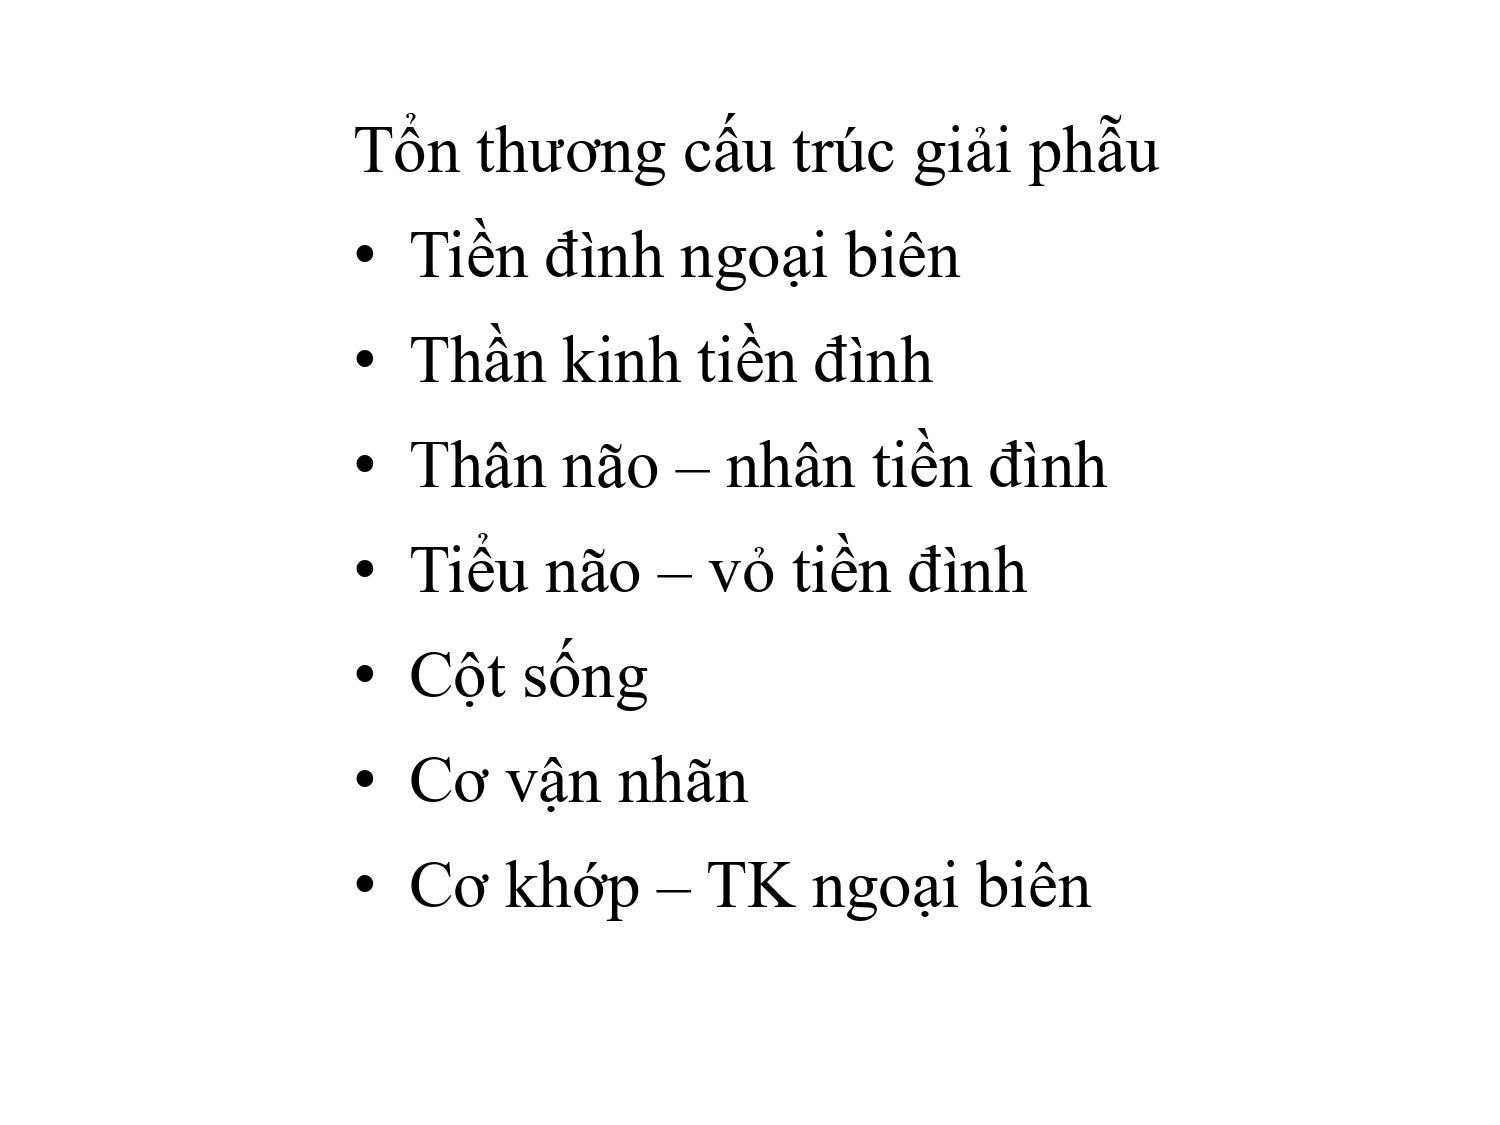 Tổn thương cấu trúc giải phẫu
• Tiền đình ngoại biên
• Thần kinh tiền đình
• Thân não – nhân tiền đình
• Tiểu não – vỏ tiền đình
• Cột sống
• Cơ vận nhãn
• Cơ khớp – TK ngoại biên